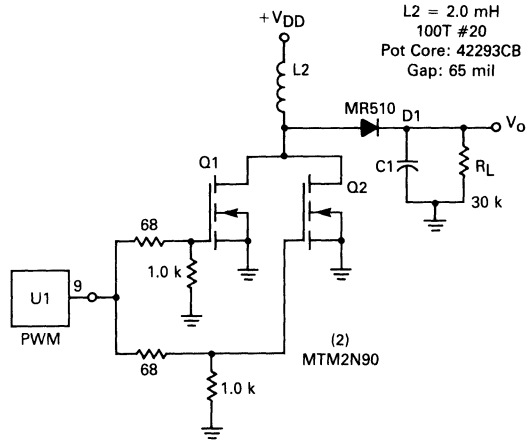 +VDD
L2 = 2.0 mH
100T #20
Pot Core: 42293CB
Gap: 65 mil
L2
MR510
D1
Vo
Q1
C1
RL
Q2
30 k
68
1.0 k
U1
9
PWM
68
(2)
MTM2N90
1.0 k